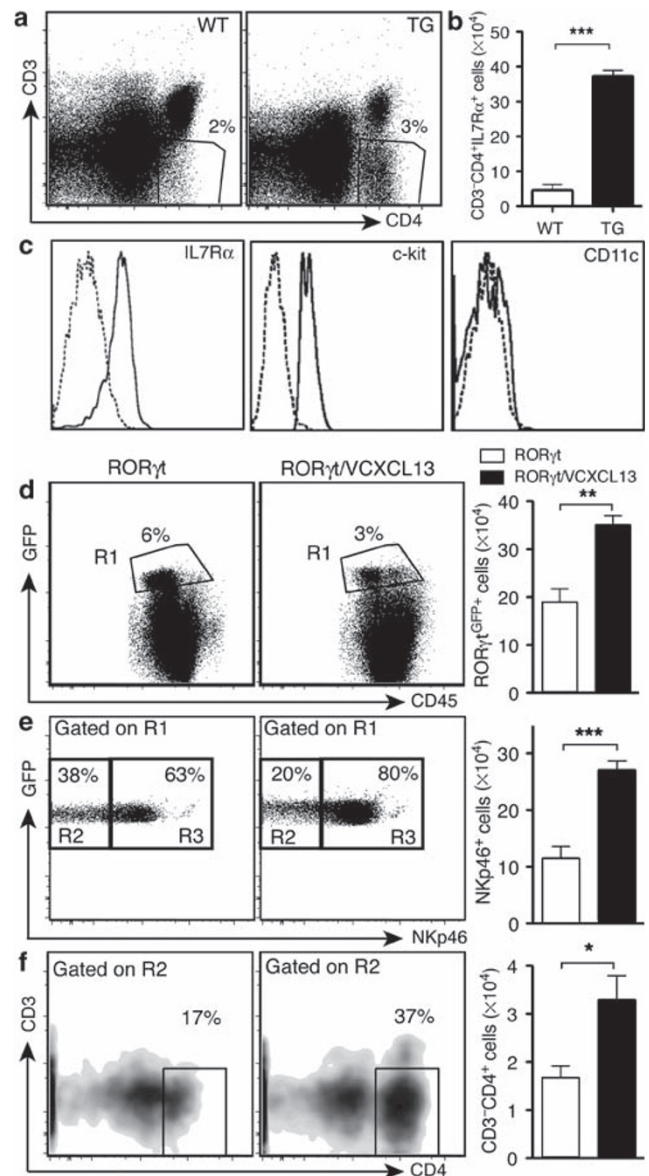 a
WT
TG
CD3
2%
3%
CD4
b
CD3⁻CD4⁺IL7Rα⁺ cells (×10⁴)
50
40
30
20
10
0
***
WT
TG
c
IL7Rα
c-kit
CD11c
RORγt
RORγt/VCXCL13
d
RORγt
RORγt/VCXCL13
GFP
6%
R1
3%
R1
CD45
RORγtᴳᶠᴾ⁺ cells (×10⁴)
40
30
20
10
0
**
e
Gated on R1
Gated on R1
GFP
38%
63%
R2
R3
20%
80%
R2
R3
NKp46
NKp46⁺ cells (×10⁴)
30
20
10
0
***
f
Gated on R2
Gated on R2
CD3
17%
37%
CD4
CD3⁻CD4⁺ cells (×10⁴)
4
3
2
1
0
*